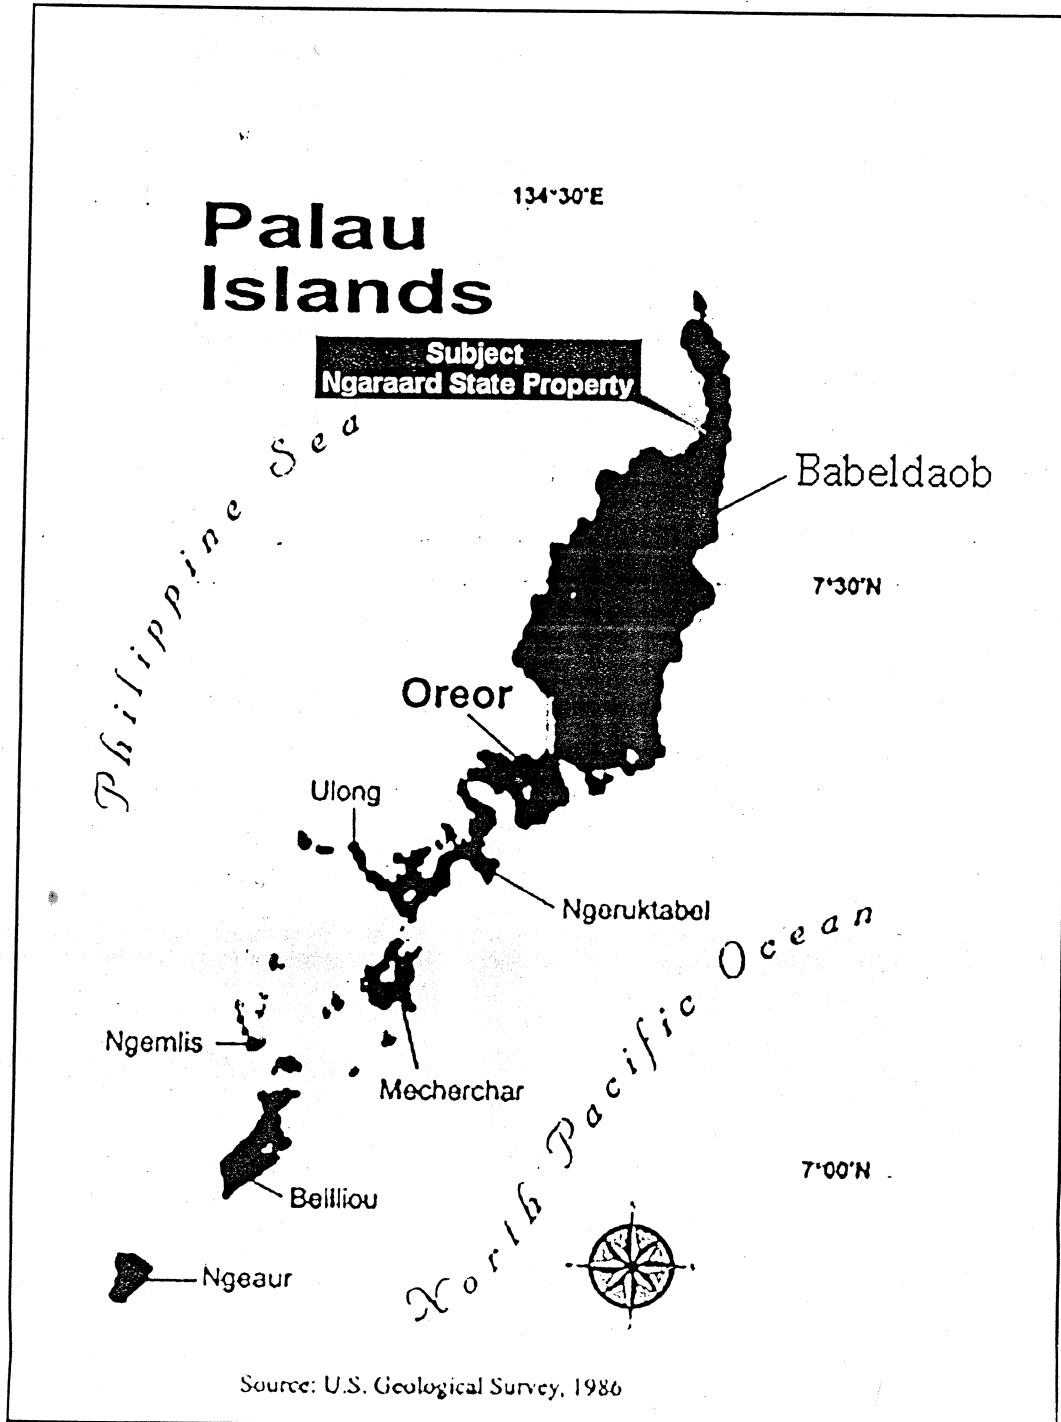 Palau
Islands
134°30'E
Subject
Ngaraard State Property
Philippine Sea
Babeldaob
7°30'N
Oreor
Ulong
Ngeruktabel
North Pacific Ocean
Ngemlis
Mecherchar
7°00'N
Beliliou
Ngeaur
Source: U.S. Geological Survey, 1986